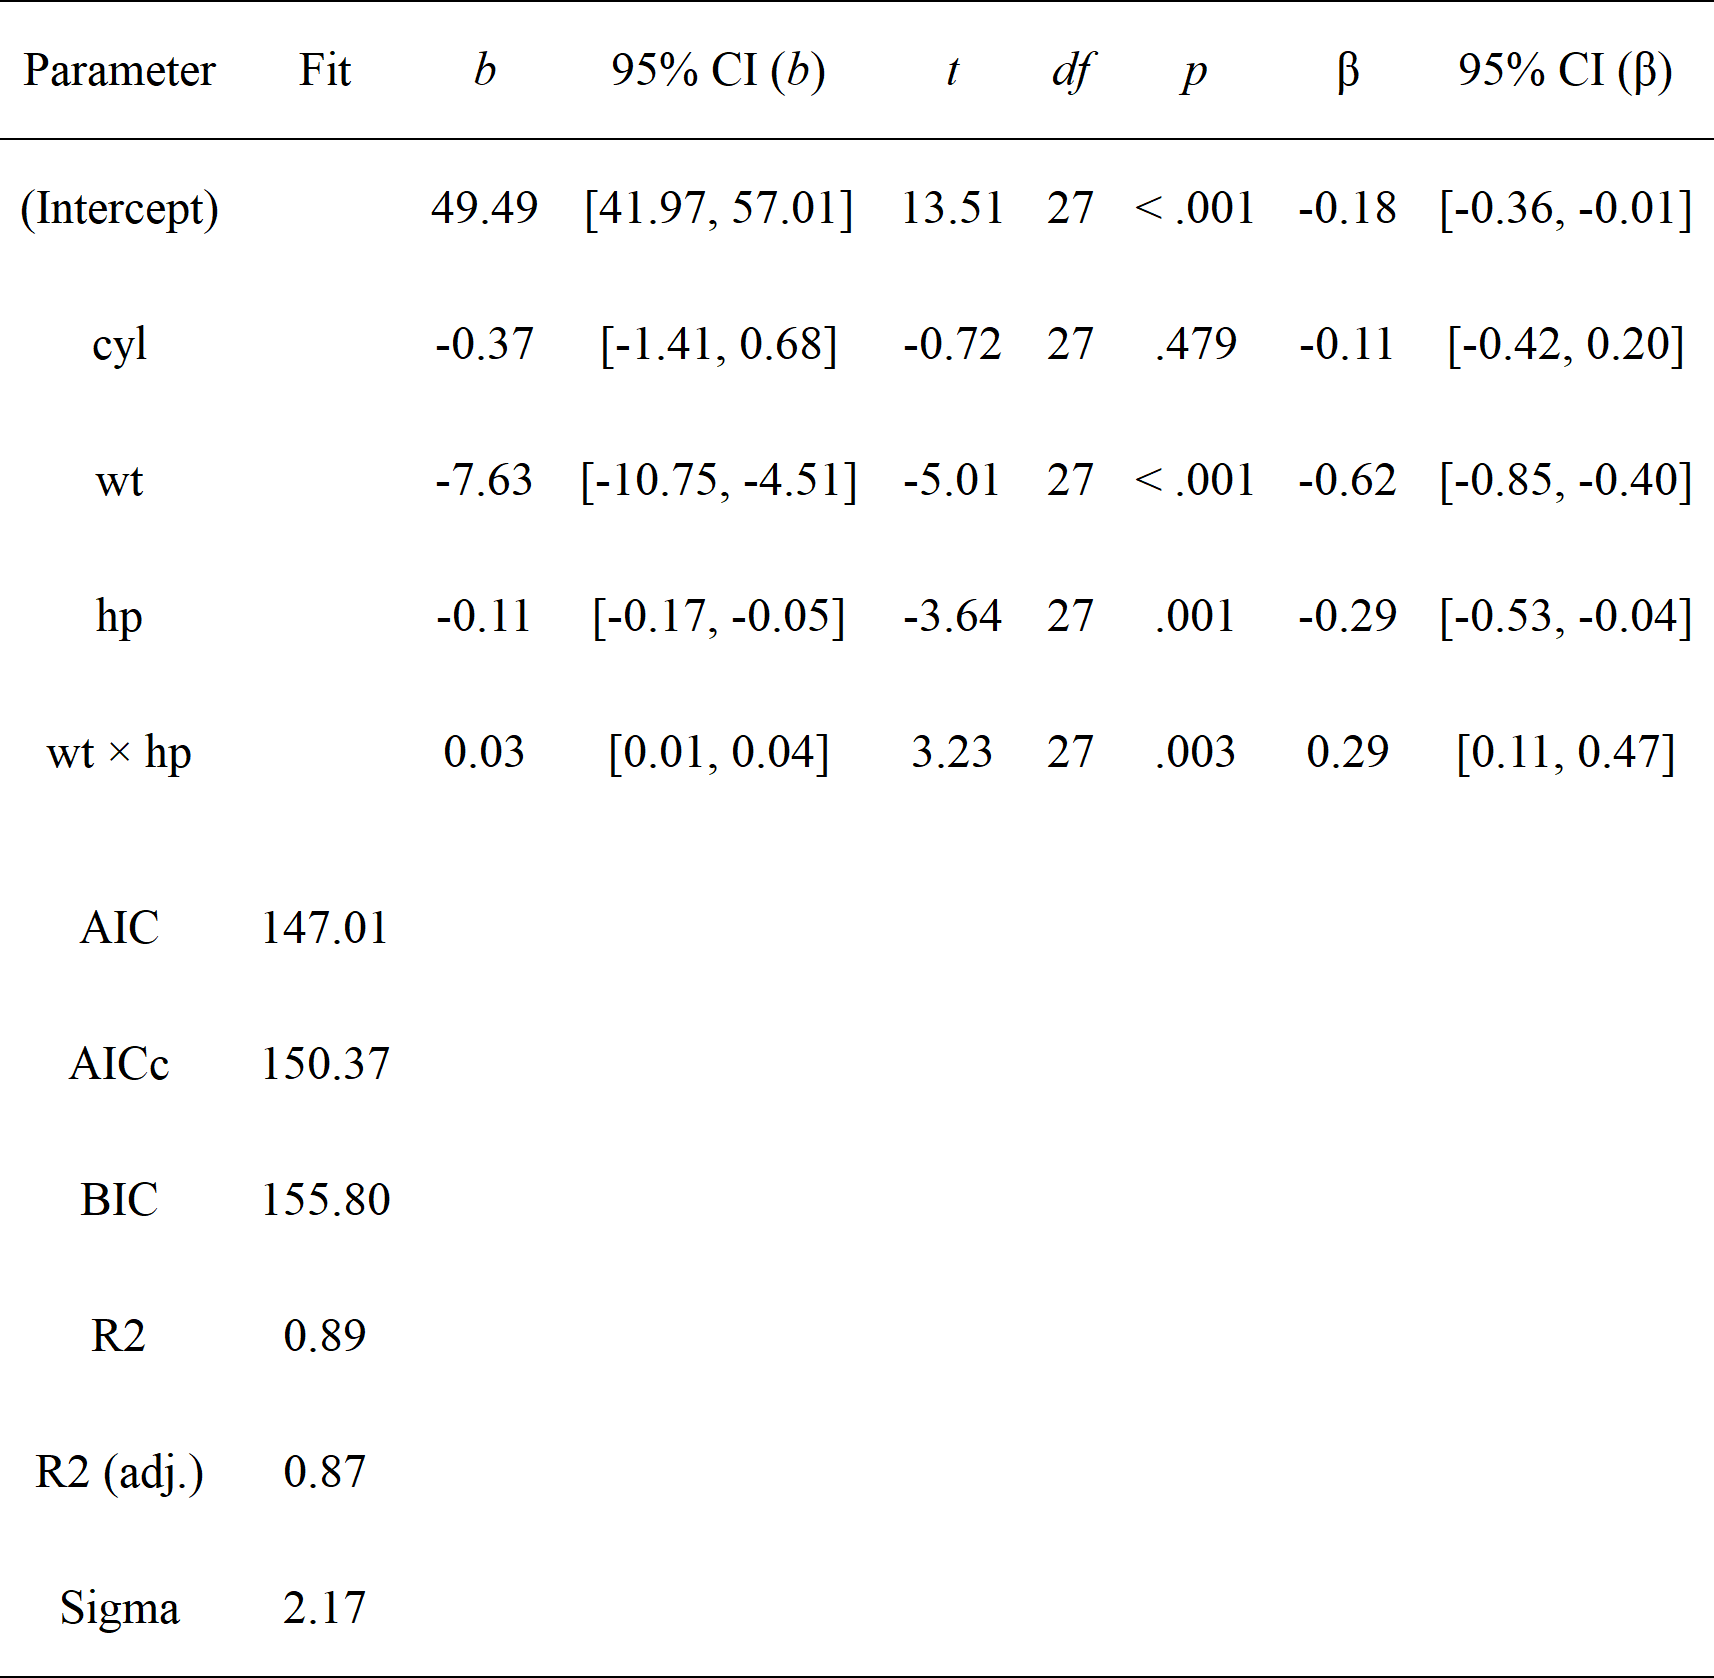 Parameter Fit b 95% CI (b) t df p β 95% CI (β)
(Intercept) 49.49 [41.97, 57.01] 13.51 27 < .001 -0.18 [-0.36, -0.01]
cyl -0.37 [-1.41, 0.68] -0.72 27 .479 -0.11 [-0.42, 0.20]
wt -7.63 [-10.75, -4.51] -5.01 27 < .001 -0.62 [-0.85, -0.40]
hp -0.11 [-0.17, -0.05] -3.64 27 .001 -0.29 [-0.53, -0.04]
wt × hp 0.03 [0.01, 0.04] 3.23 27 .003 0.29 [0.11, 0.47]
AIC 147.01
AICc 150.37
BIC 155.80
R2 0.89
R2 (adj.) 0.87
Sigma 2.17